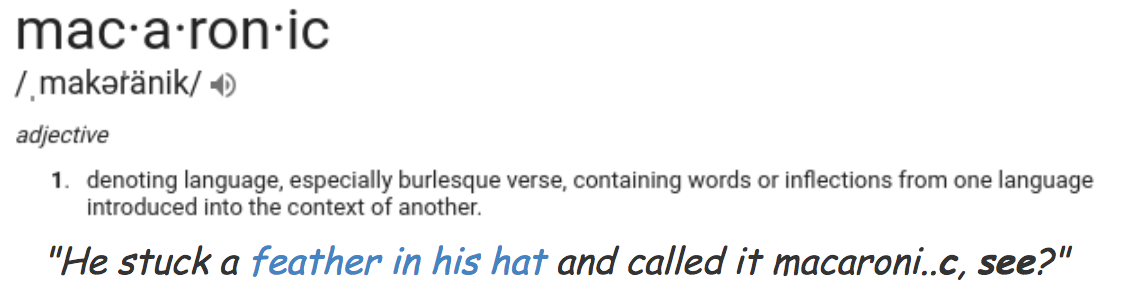 mac·a·ron·ic
/ˌmakəˈränik/
adjective
1. denoting language, especially burlesque verse, containing words or inflections from one language
introduced into the context of another.
"He stuck a feather in his hat and called it macaroni..c, see?"